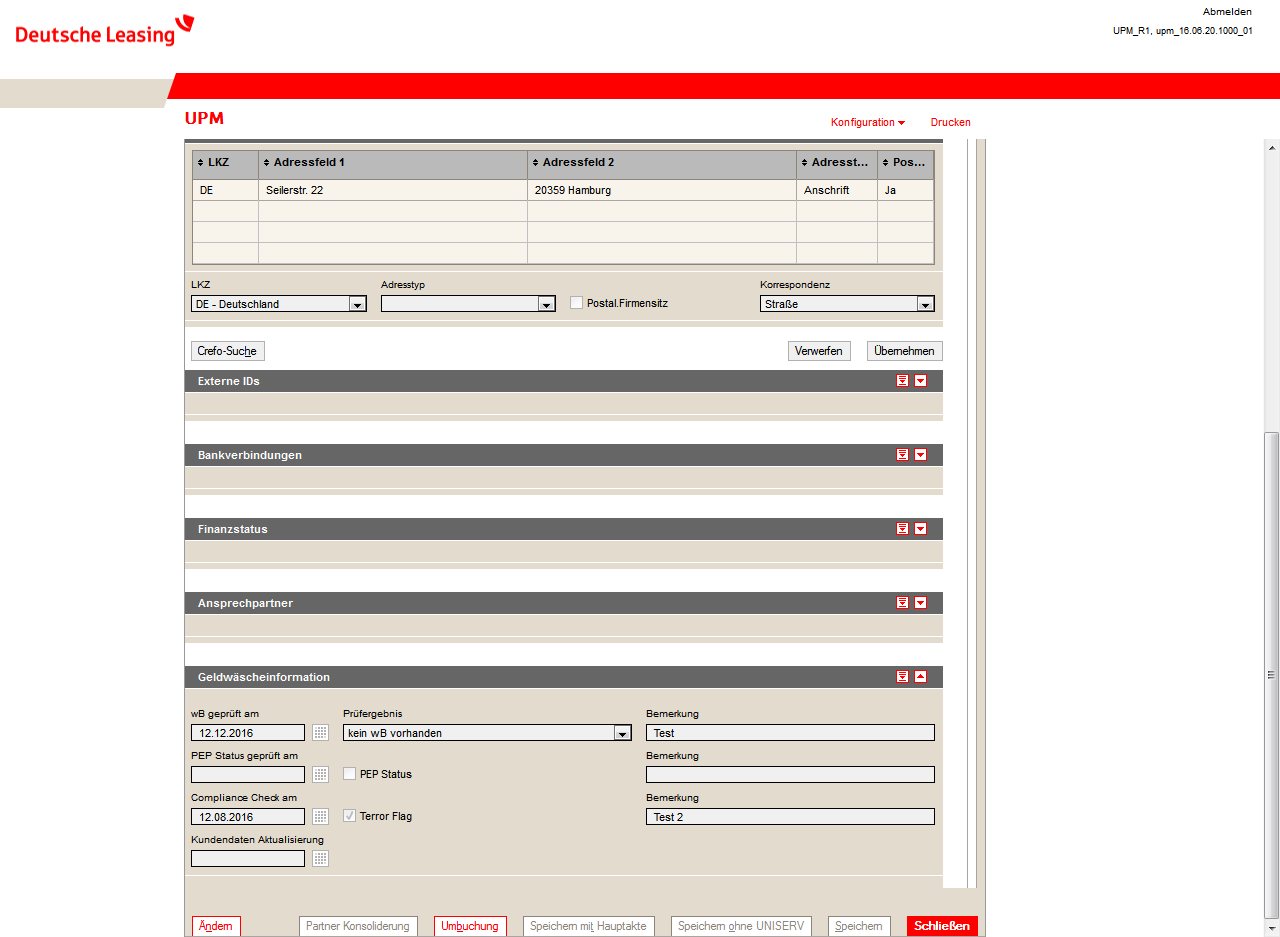 Abmelden
Deutsche Leasing
UPM_R1, upm_16.06.20.1000_01
UPM
Konfiguration
Drucken
LKZ Adressfeld 1 Adressfeld 2 Adresst... Pos...
DE Seilerstr. 22 20359 Hamburg Anschrift Ja
LKZ Adresstyp Korrespondenz
DE - Deutschland Postal.Firmensitz Straße
Crefo-Suche Verwerfen Übernehmen
Externe IDs
Bankverbindungen
Finanzstatus
Ansprechpartner
Geldwäscheinformation
wB geprüft am Prüfergebnis Bemerkung
12.12.2016 kein wB vorhanden Test
PEP Status geprüft am Bemerkung
PEP Status
Compliance Check am Bemerkung
12.08.2016 Terror Flag Test 2
Kundendaten Aktualisierung
Ändern Partner Konsolidierung Umbuchung Speichern mit Hauptakte Speichern ohne UNISERV Speichern Schließen